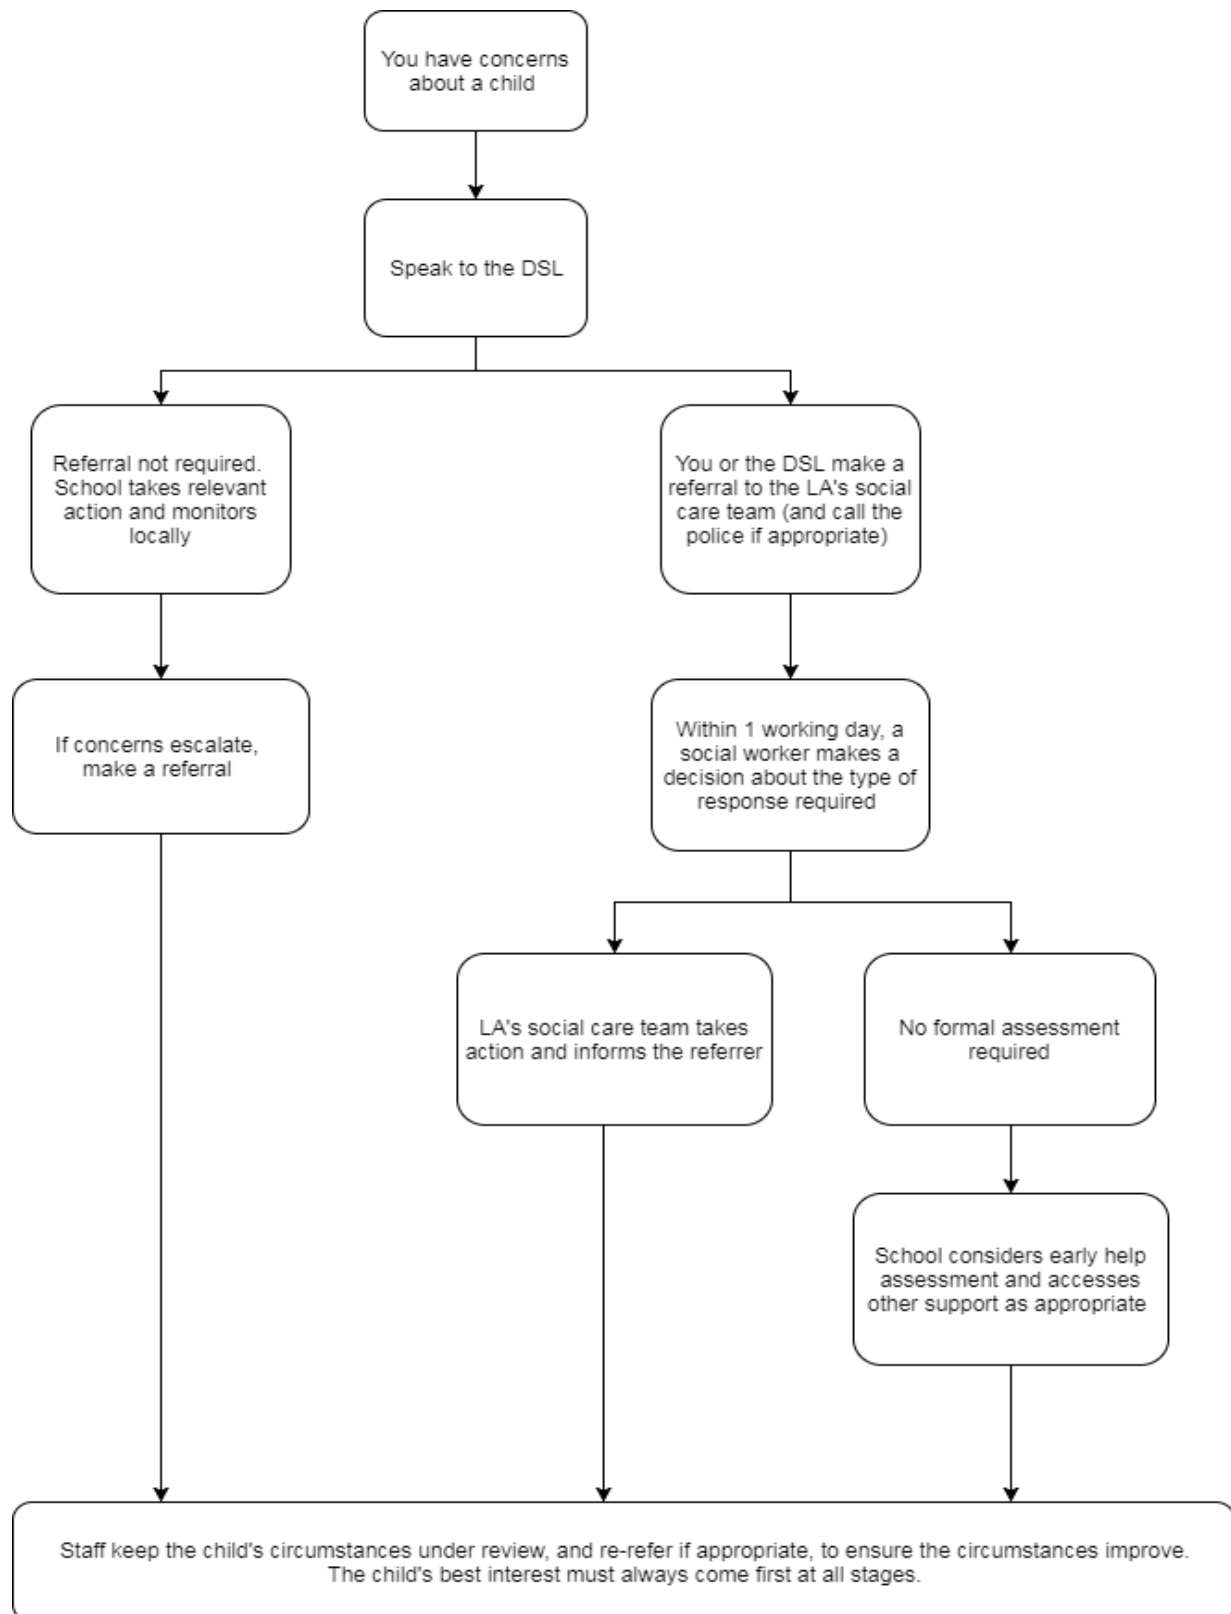 You have concerns
about a child
Speak to the DSL
Referral not required.
School takes relevant
action and monitors
locally
You or the DSL make a
referral to the LA's social
care team (and call the
police if appropriate)
If concerns escalate,
make a referral
Within 1 working day, a
social worker makes a
decision about the type of
response required
LA's social care team takes
action and informs the referrer
No formal assessment
required
School considers early help
assessment and accesses
other support as appropriate
Staff keep the child's circumstances under review, and re-refer if appropriate, to ensure the circumstances improve.
The child's best interest must always come first at all stages.